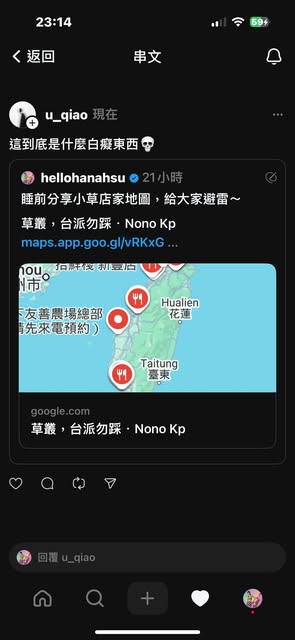 23:14
59
返回
串文
u_qiao 現在
這到底是什麼白癡東西💀
hellohanahsu 21小時
睡前分享小草店家地圖，給大家避雷～
草叢，台派勿踩．Nono Kp
maps.app.goo.gl/vRKxG ...
拾鮮棧 新豐店
hou
州市
下友善農場總部
請先來電預約）
Hualien
花蓮
Taitung
臺東
google.com
草叢，台派勿踩．Nono Kp
回覆 u_qiao